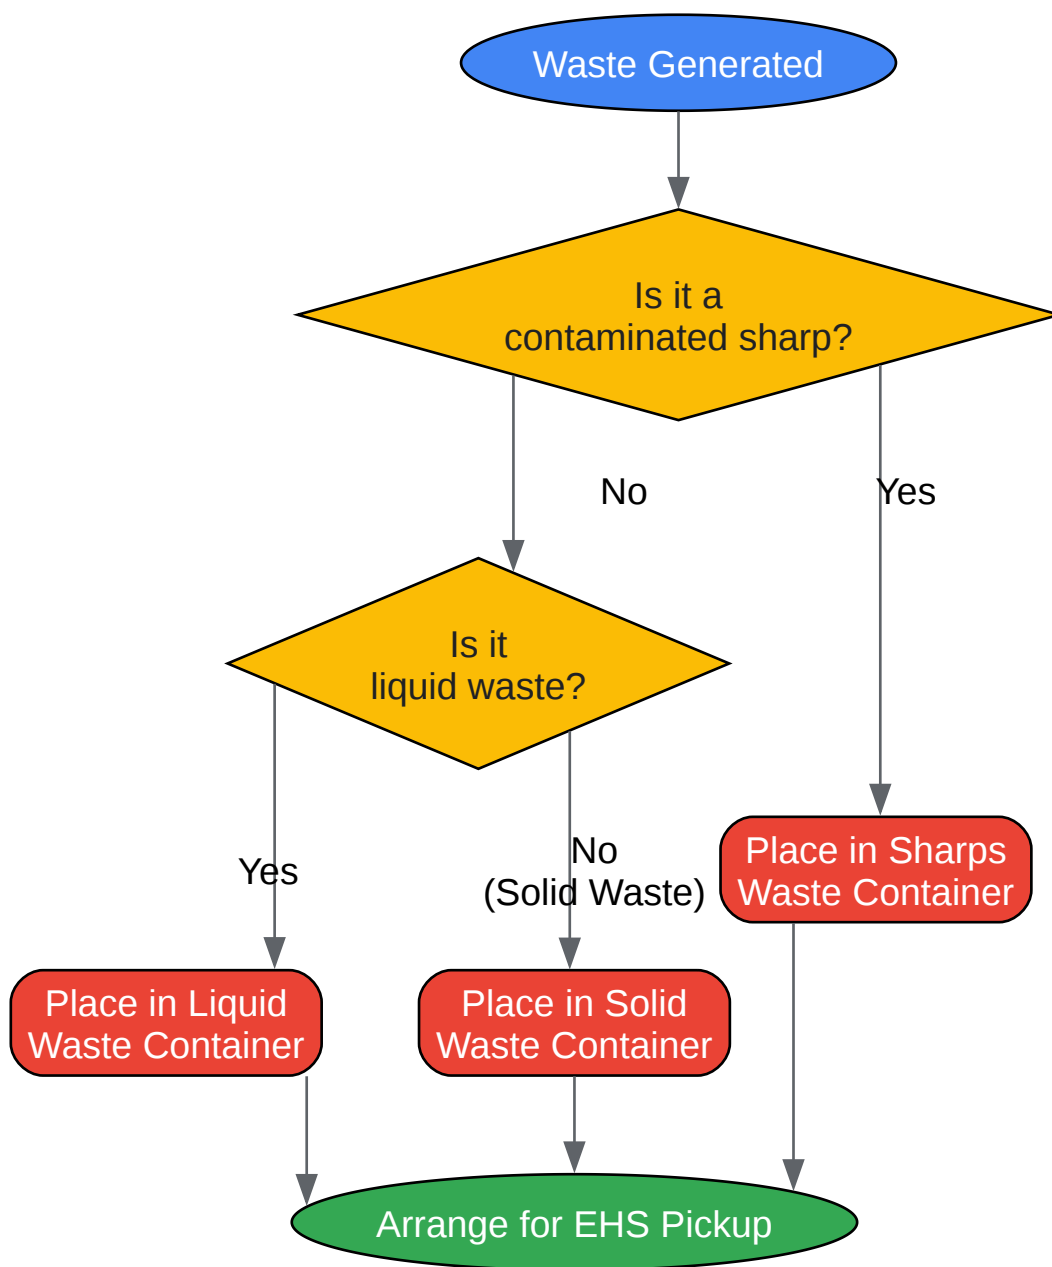 Waste Generated
Is it a
contaminated sharp?
No
Yes
Is it
liquid waste?
Yes
No
(Solid Waste)
Place in Sharps
Waste Container
Place in Liquid
Waste Container
Place in Solid
Waste Container
Arrange for EHS Pickup